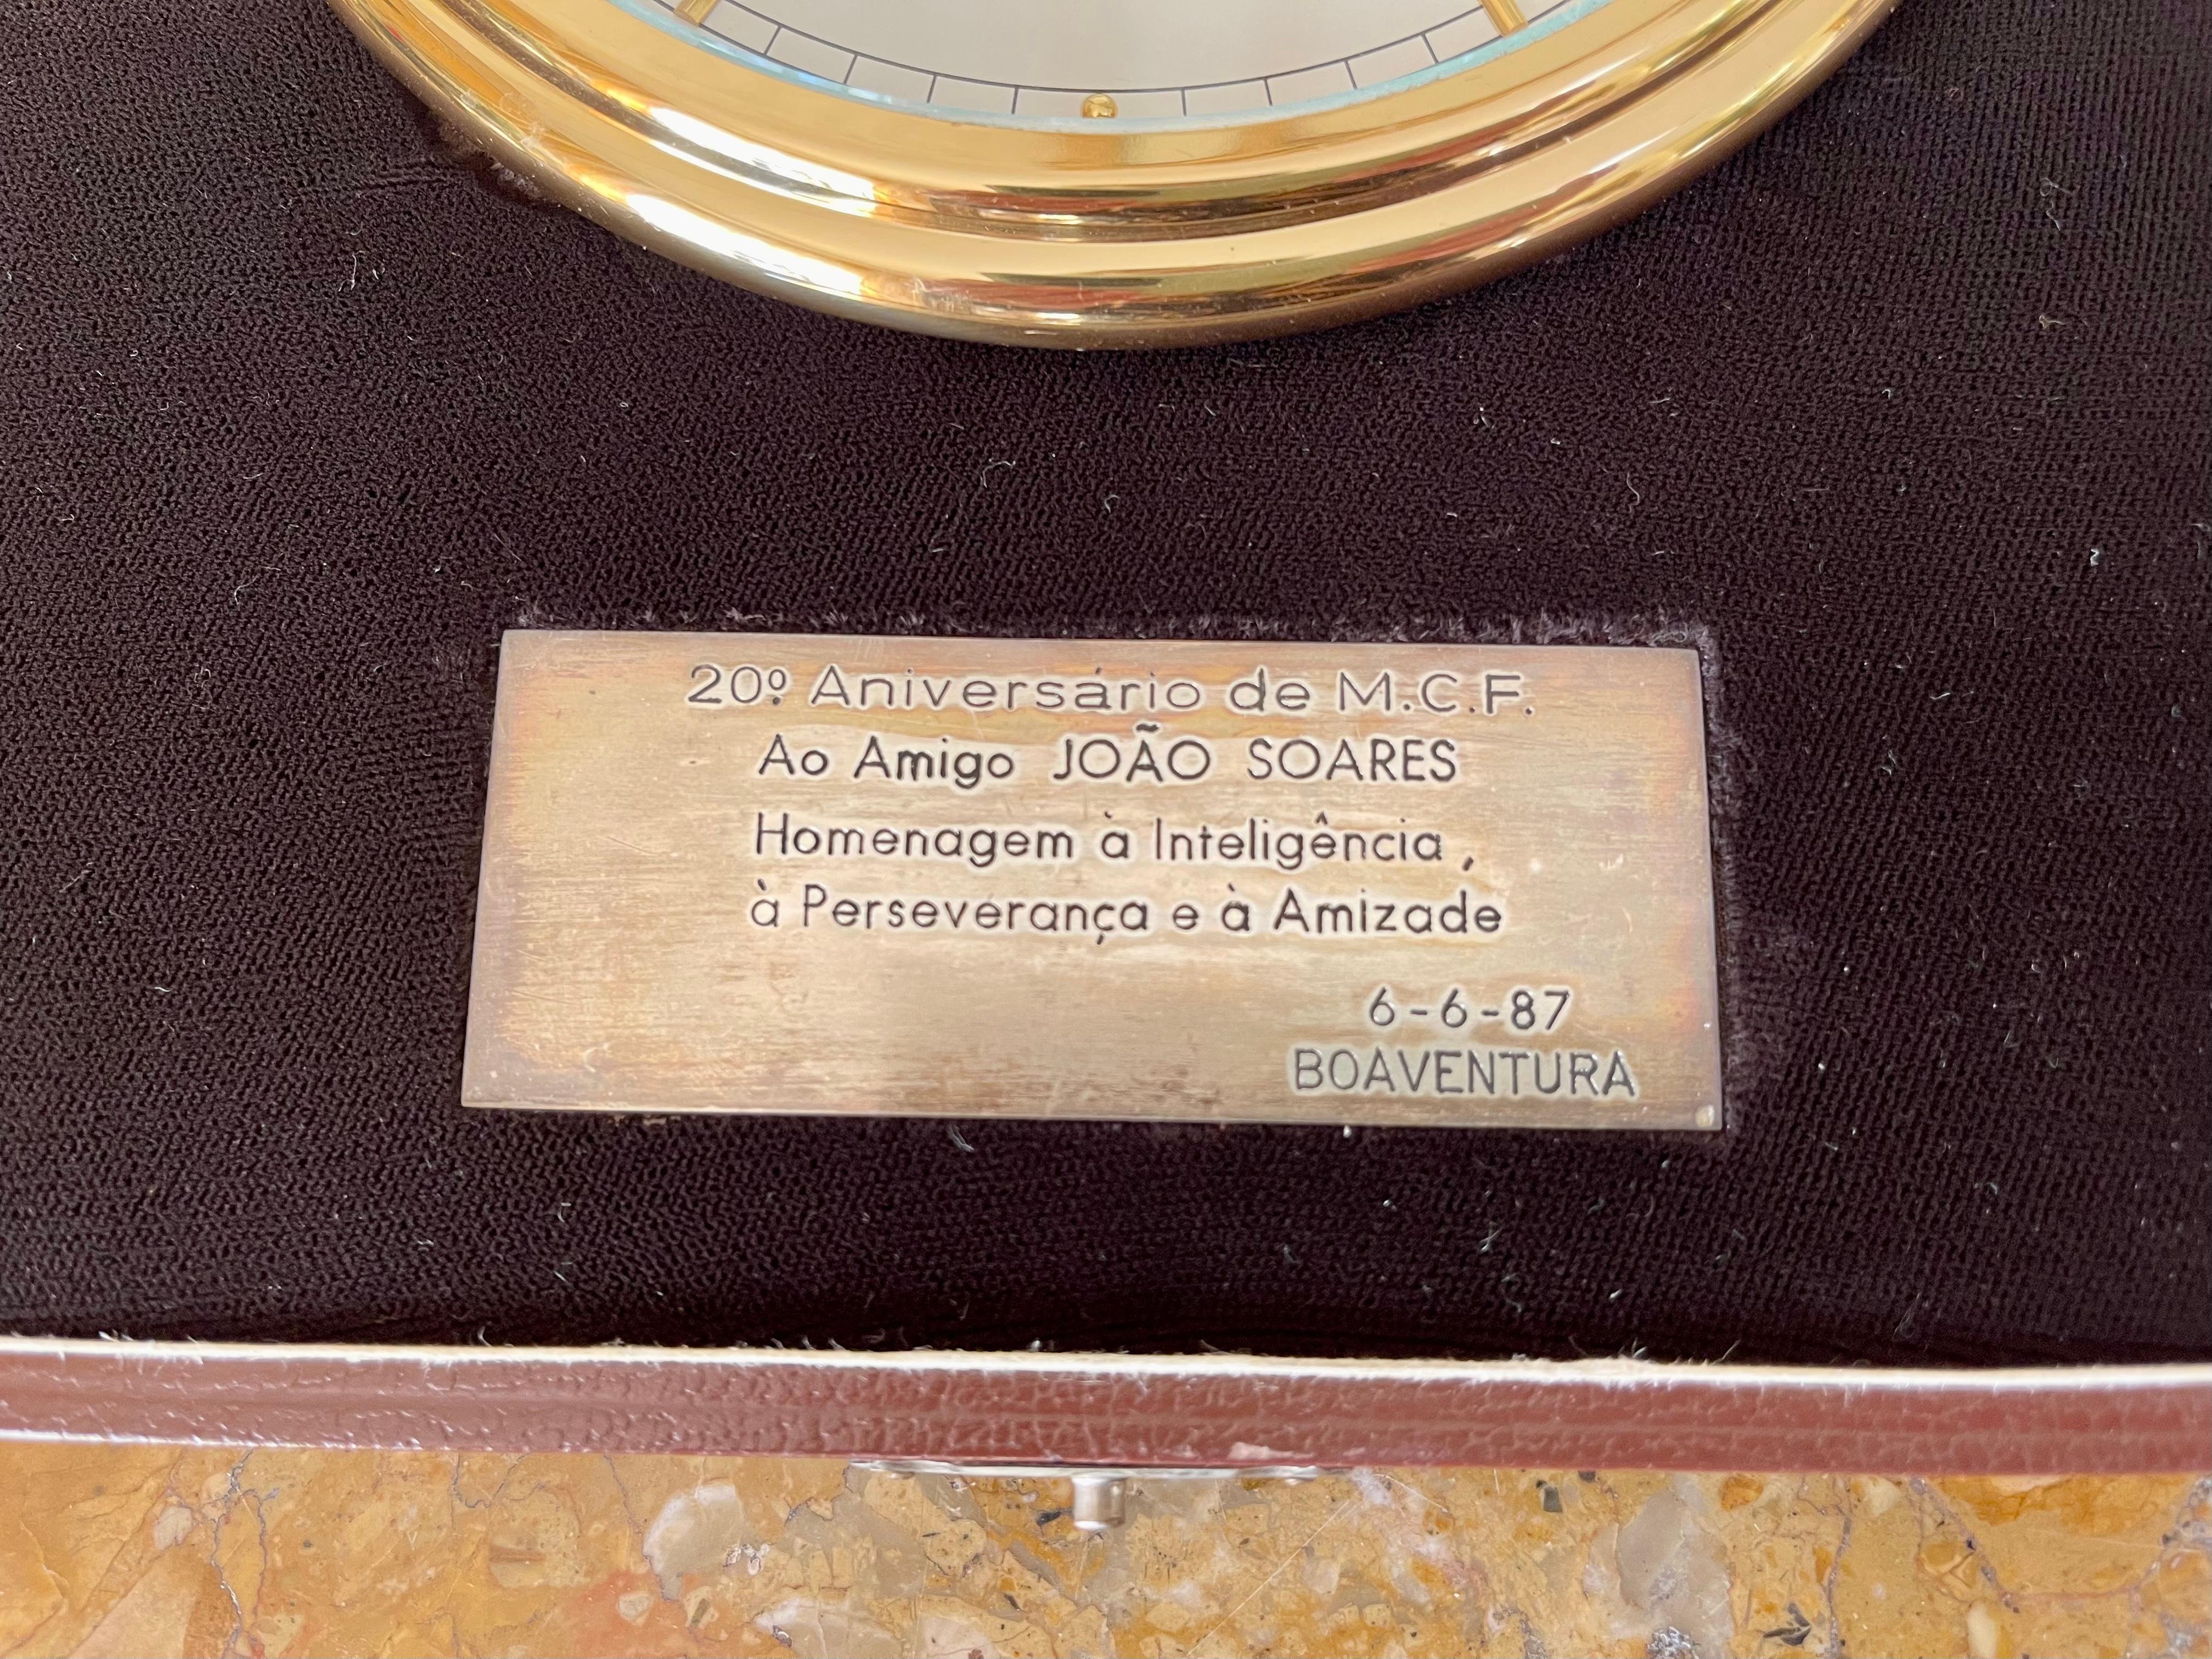 20º Aniversário de M.C.F.
Ao Amigo JOÃO SOARES
Homenagem à Inteligência,
à Perseverança e à Amizade
6-6-87
BOAVENTURA